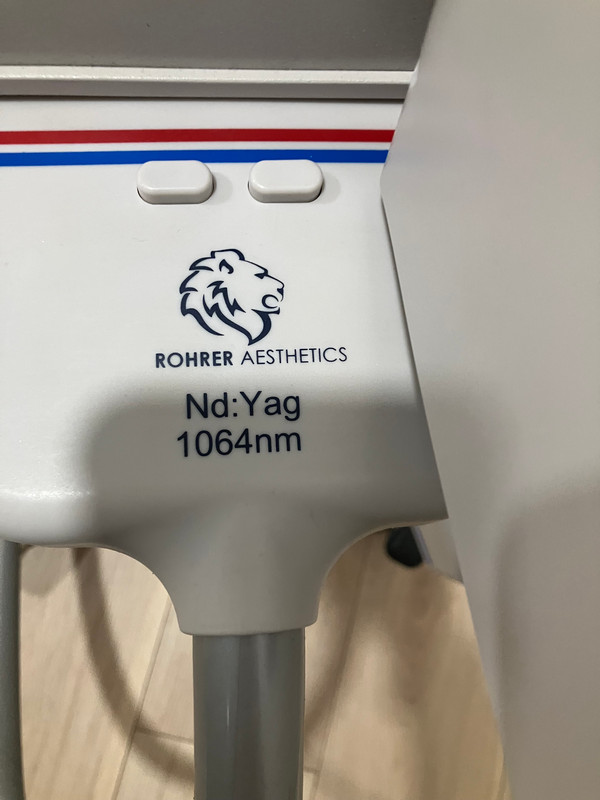 ROHRER AESTHETICS
Nd:Yag
1064nm